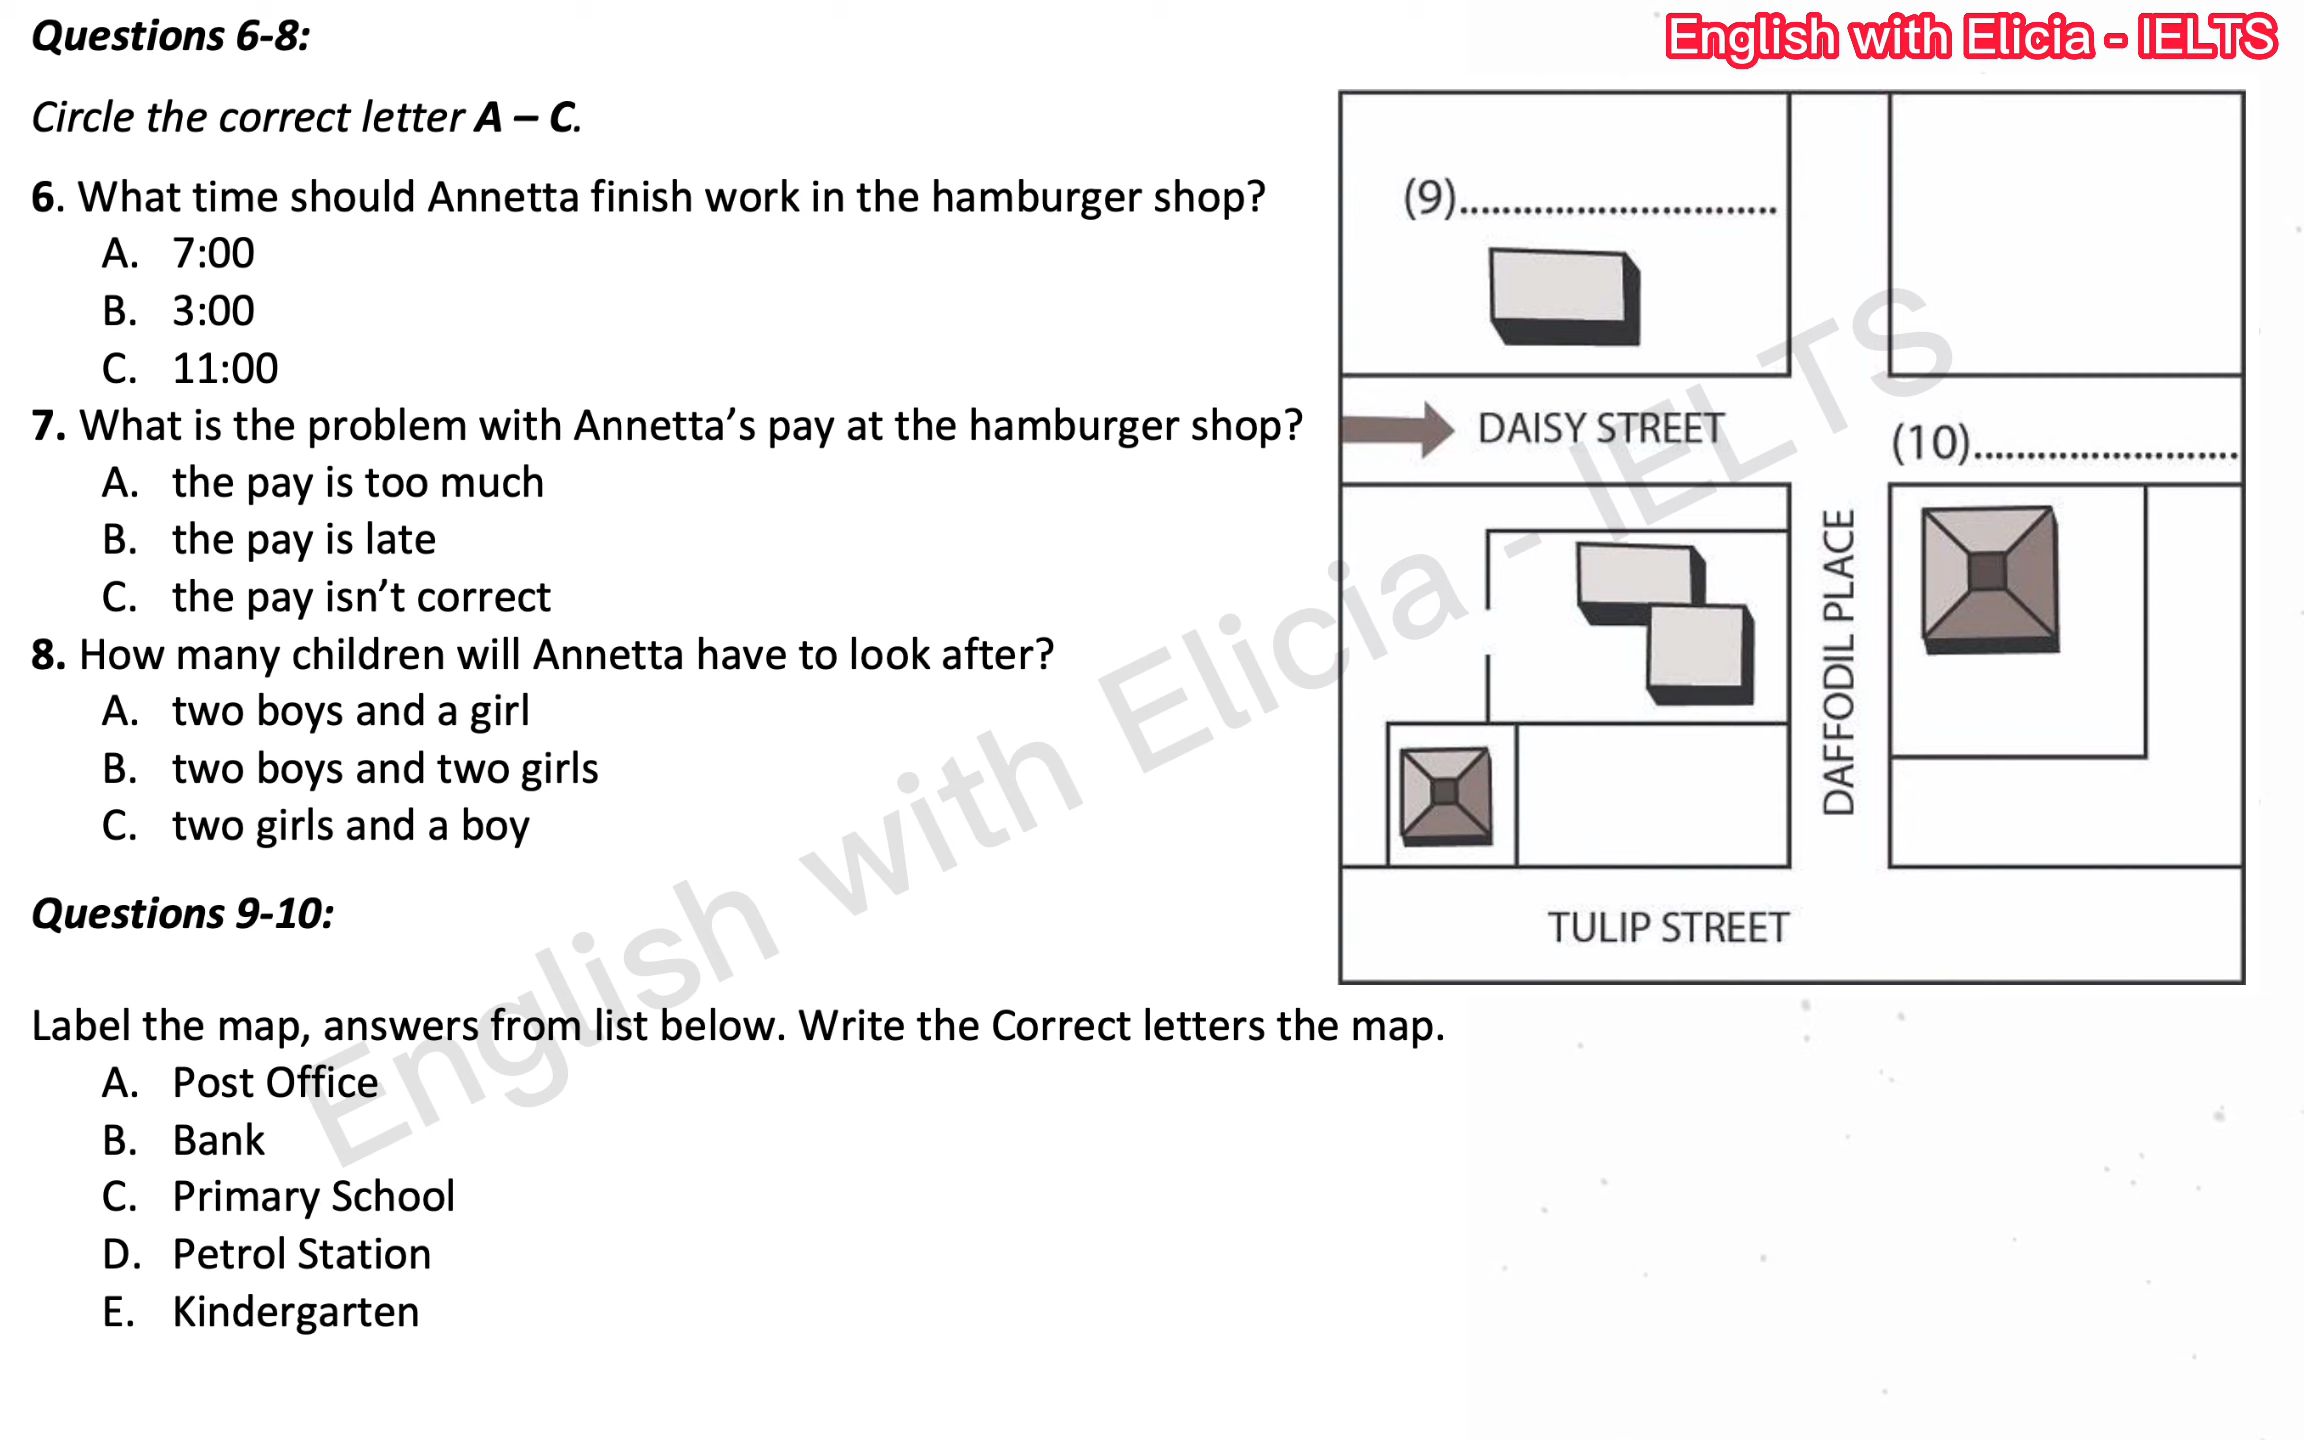 Questions 6-8:
English with Elicia - IELTS
Circle the correct letter A – C.
6. What time should Annetta finish work in the hamburger shop?
A. 7:00
B. 3:00
C. 11:00
7. What is the problem with Annetta’s pay at the hamburger shop?
A. the pay is too much
B. the pay is late
C. the pay isn’t correct
8. How many children will Annetta have to look after?
A. two boys and a girl
B. two boys and two girls
C. two girls and a boy
Questions 9-10:
Label the map, answers from list below. Write the Correct letters the map.
A. Post Office
B. Bank
C. Primary School
D. Petrol Station
E. Kindergarten
(9)..............................
DAISY STREET
(10).........................
DAFFODIL PLACE
TULIP STREET
English with Elicia - IELTS